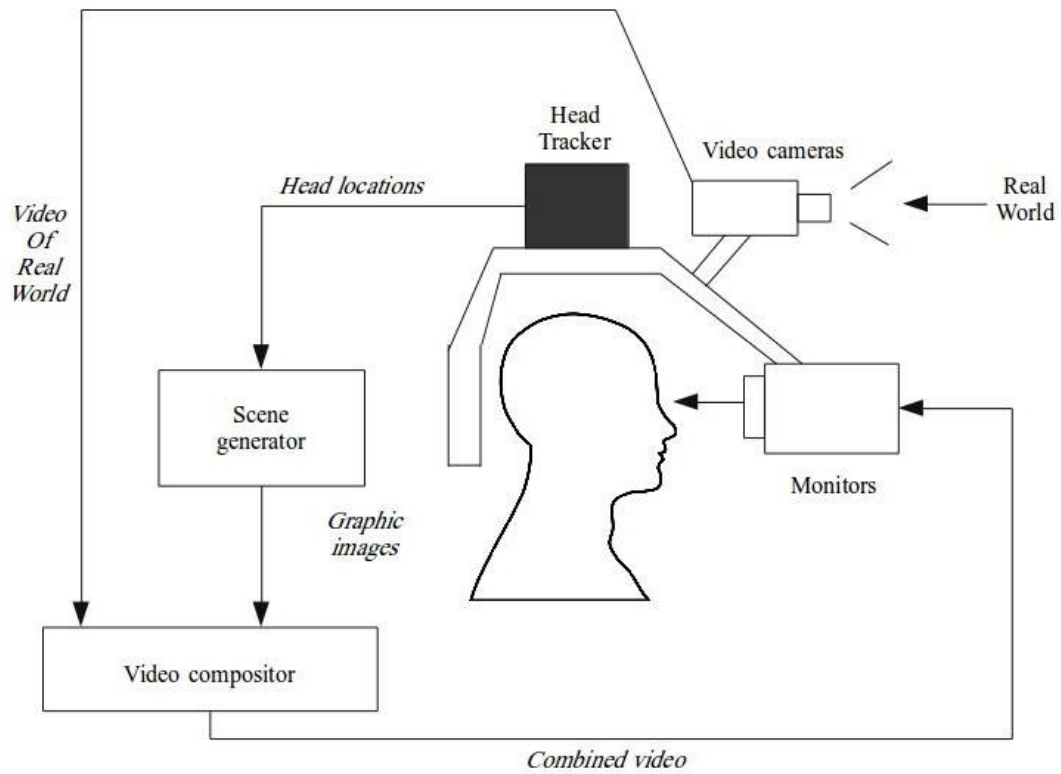 Head
Tracker
Video cameras
Head locations
Real
World
Video
Of
Real
World
Scene
generator
Monitors
Graphic
images
Video compositor
Combined video